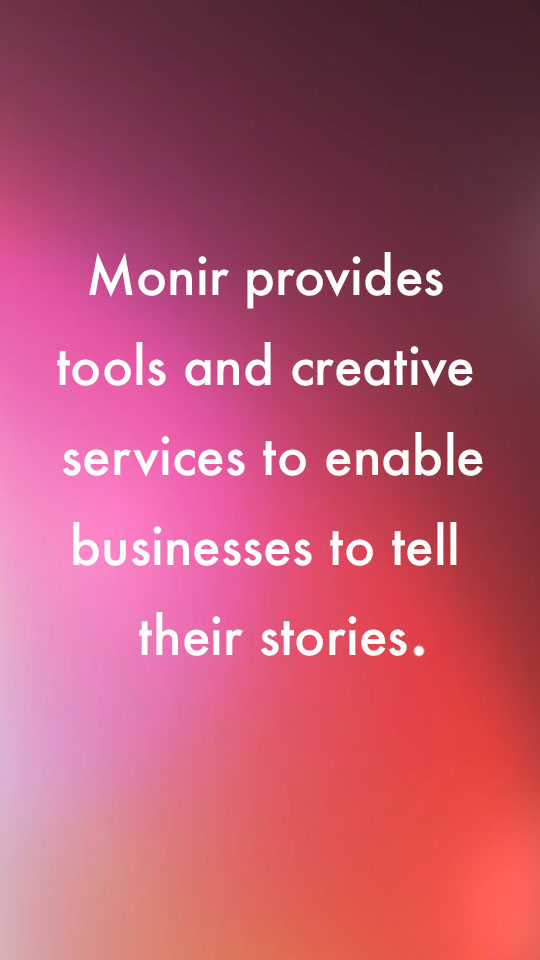 Monir provides
tools and creative
services to enable
businesses to tell
their stories.